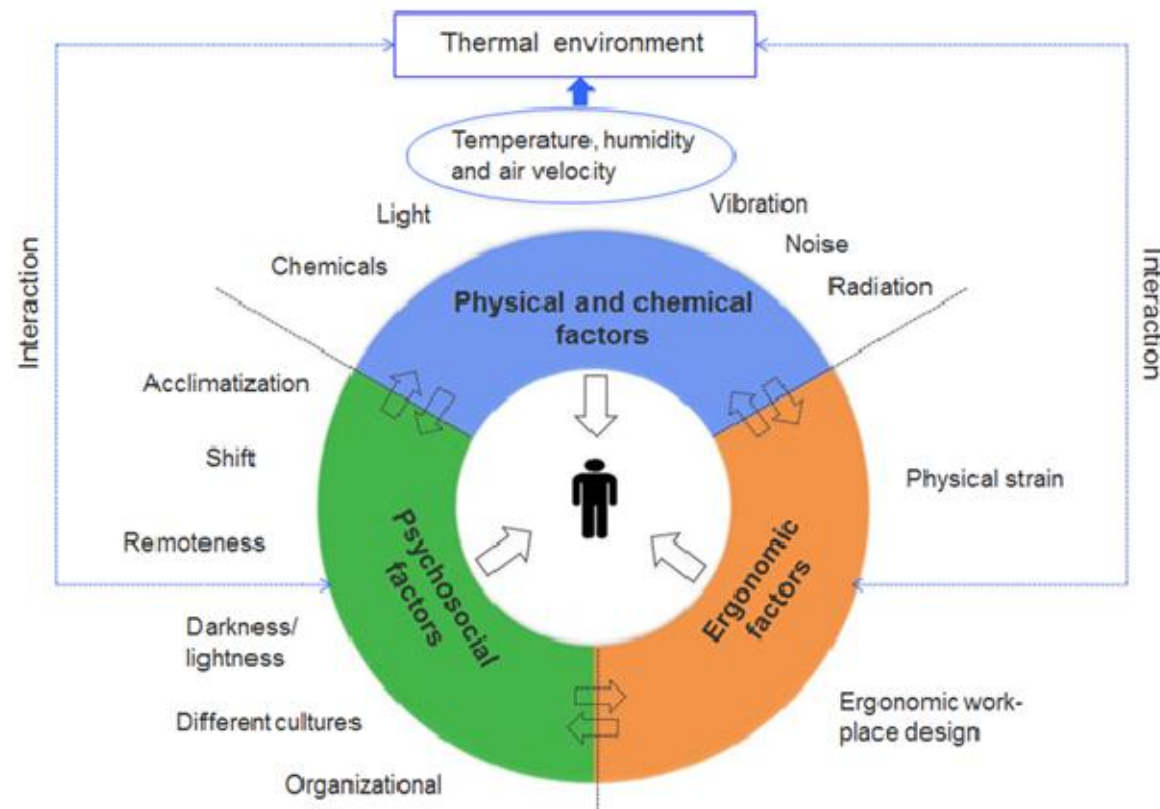 Thermal environment
Temperature, humidity
and air velocity
Light
Vibration
Chemicals
Noise
Radiation
Interaction
Interaction
Physical and chemical
factors
Acclimatization
Shift
Physical strain
Remoteness
Psychosocial
factors
Ergonomic
factors
Darkness/
lightness
Different cultures
Ergonomic work-
place design
Organizational